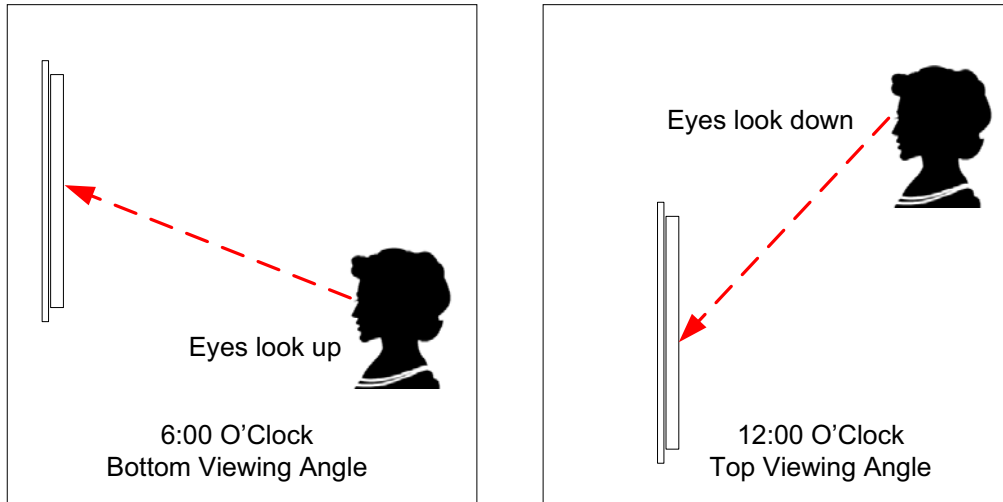 Eyes look up
6:00 O'Clock
Bottom Viewing Angle
Eyes look down
12:00 O'Clock
Top Viewing Angle